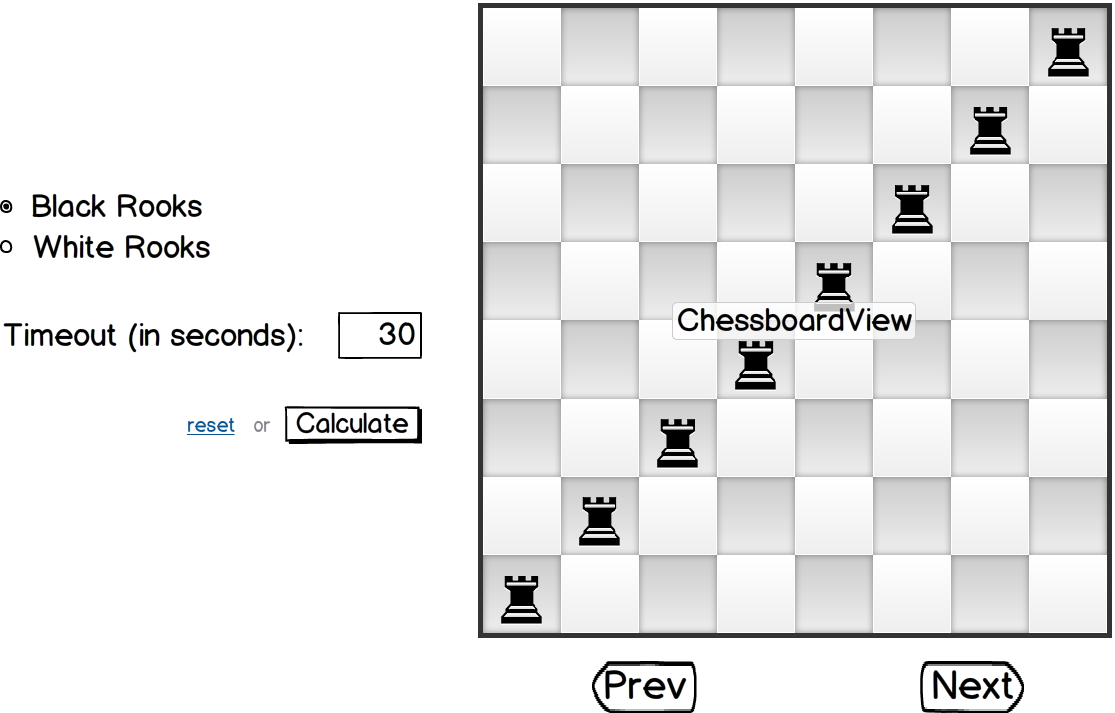 Black Rooks
White Rooks
Timeout (in seconds): 30
reset or Calculate
ChessboardView
Prev Next